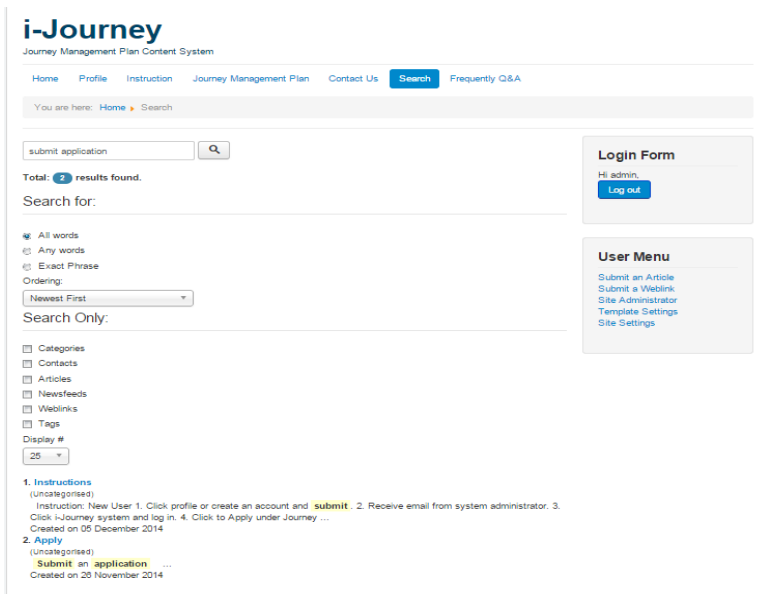 i-Journey
Journey Management Plan Content System
Home Profile Instruction Journey Management Plan Contact Us Search Frequently Q&A
You are here: Home Search
submit application
Total: 2 results found.
Search for:
All words
Any words
Exact Phrase
Ordering:
Newest First
Search Only:
Categories
Contacts
Articles
Newsfeeds
Weblinks
Tags
Display #
25
1. Instructions
(Uncategorised)
Instruction: New User 1. Click profile or create an account and submit . 2. Receive email from system administrator. 3.
Click i-Journey system and log in. 4. Click to Apply under Journey ...
Created on 05 December 2014
2. Apply
(Uncategorised)
Submit an application ...
Created on 26 November 2014
Login Form
Hi admin,
Log out
User Menu
Submit an Article
Submit a Weblink
Site Administrator
Template Settings
Site Settings